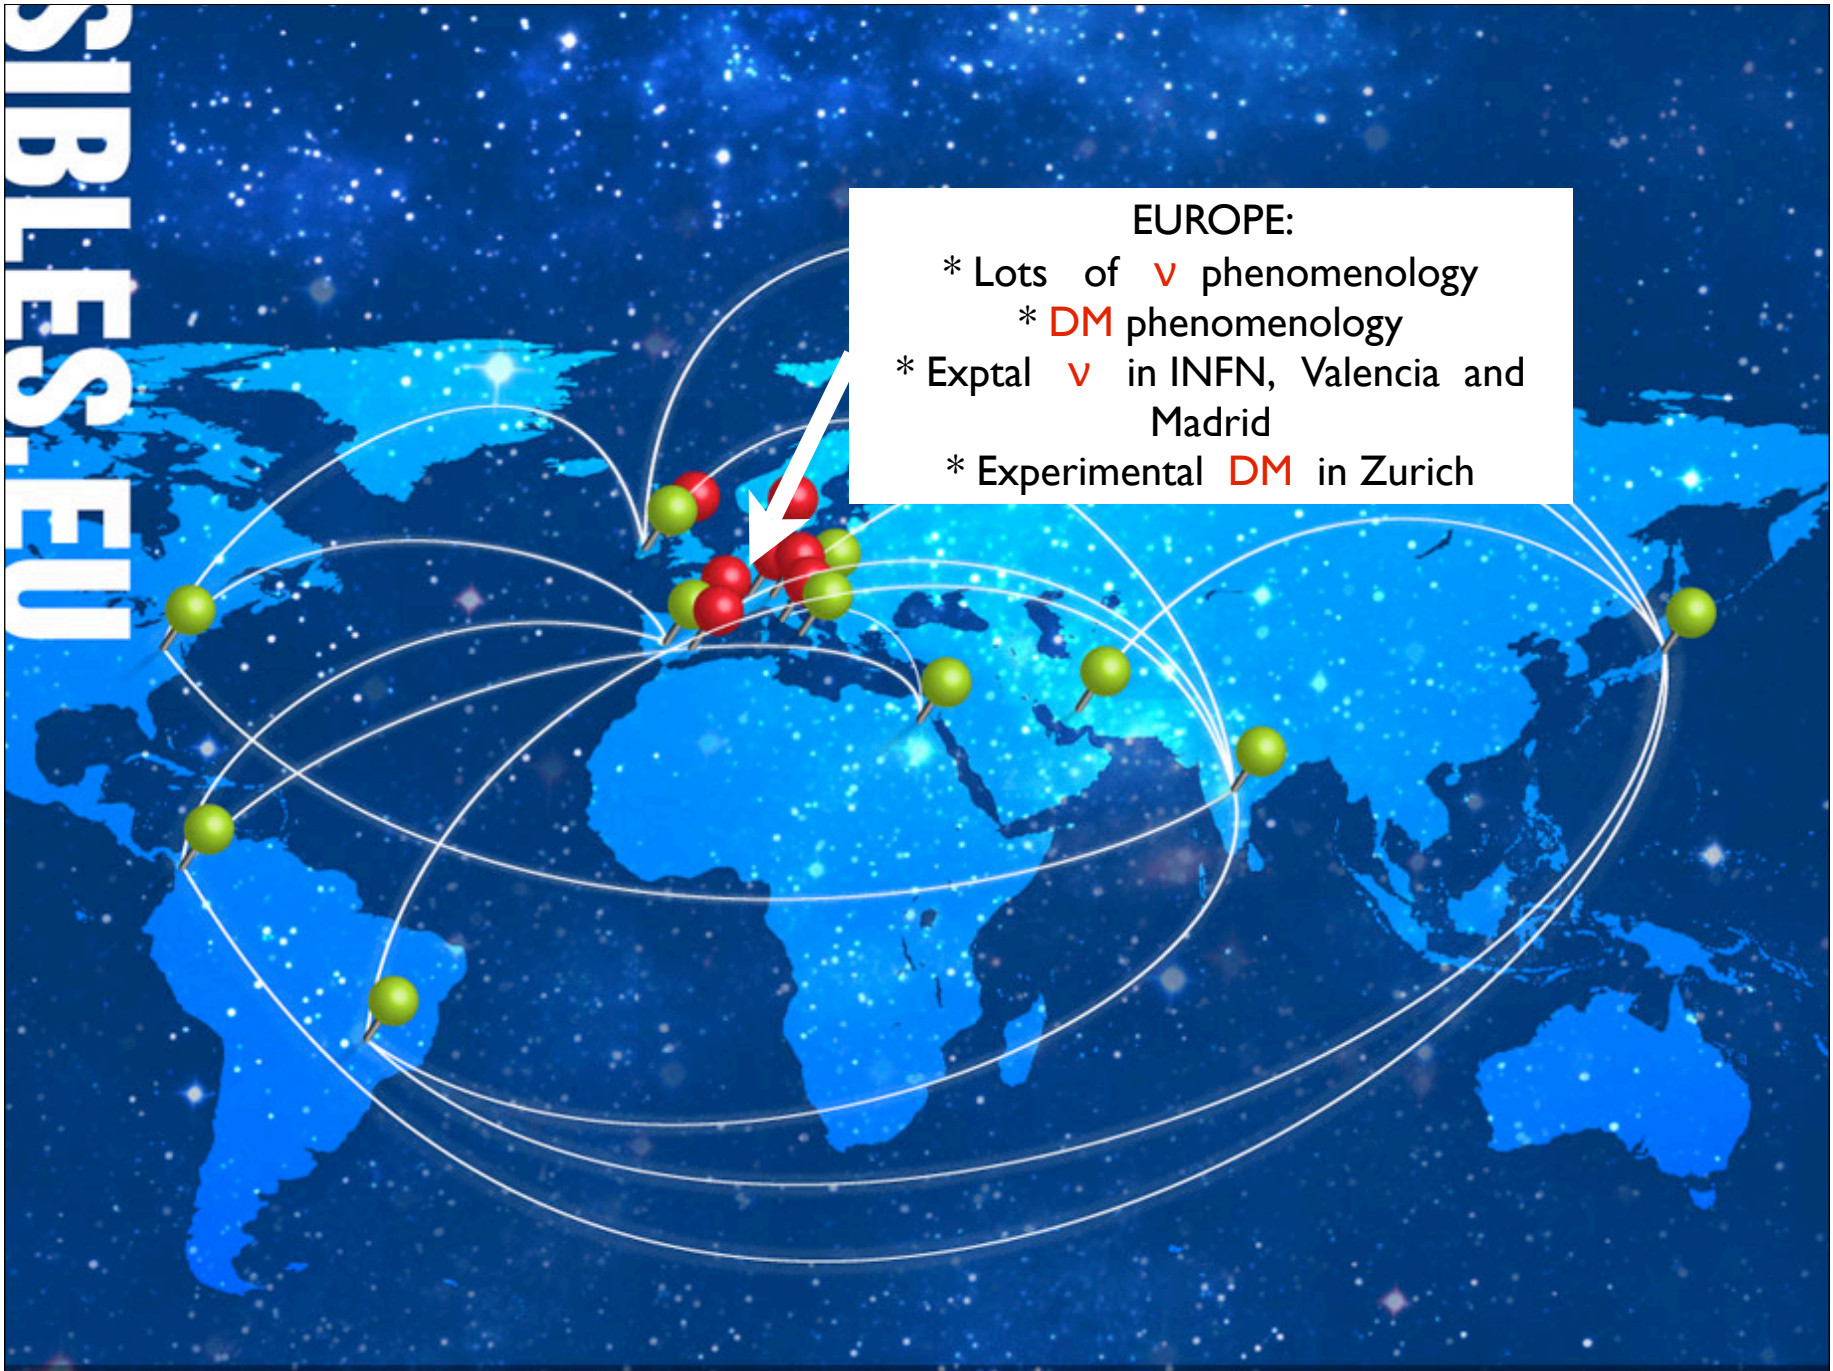 SIBLES.EU
EUROPE:
* Lots of ν phenomenology
* DM phenomenology
* Exptal ν in INFN, Valencia and
Madrid
* Experimental DM in Zurich